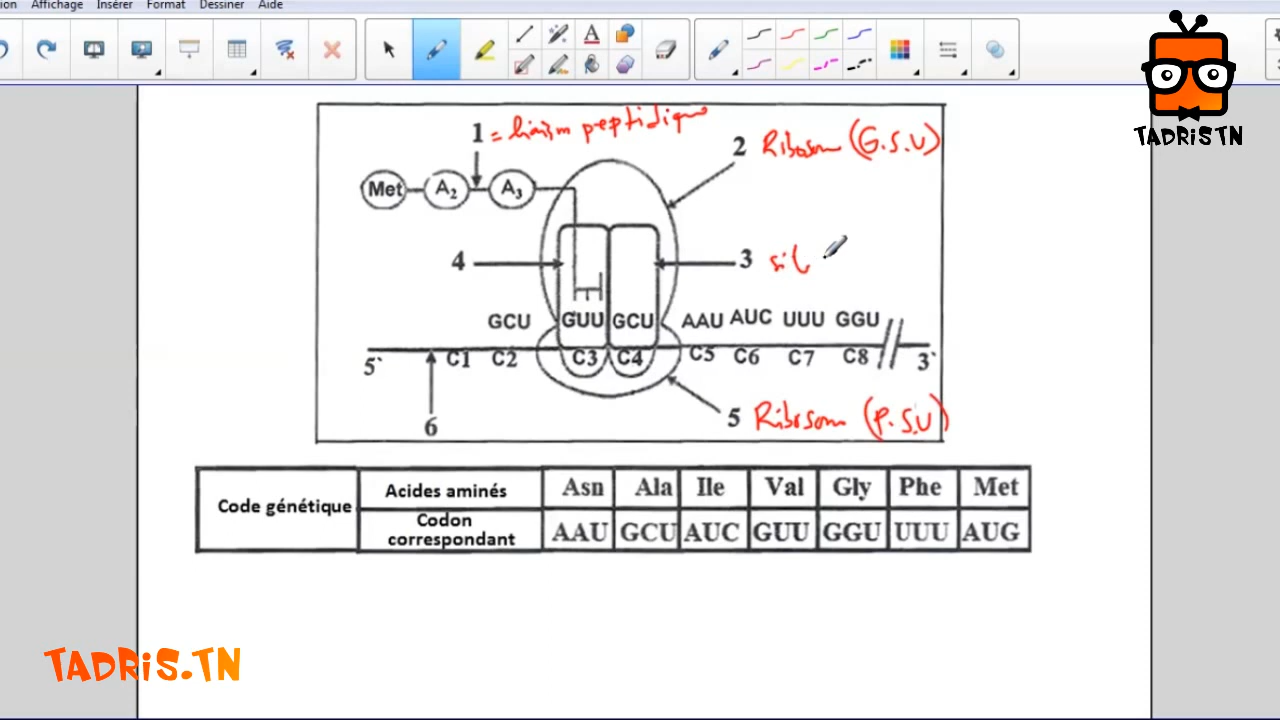 ion Affichage Insérer Format Dessiner Aide
TADRISTN
1 = liaison peptidique
2 Ribosom (G.S.U)
Met A2 A3
4
3 sit
GCU GUU GCU AAU AUC UUU GGU
5` C1 C2 C3 C4 C5 C6 C7 C8 3`
6
5 Ribosom (P.S.U)
Code génétique Acides aminés Asn Ala Ile Val Gly Phe Met
Codon correspondant AAU GCU AUC GUU GGU UUU AUG
TADRiS.TN